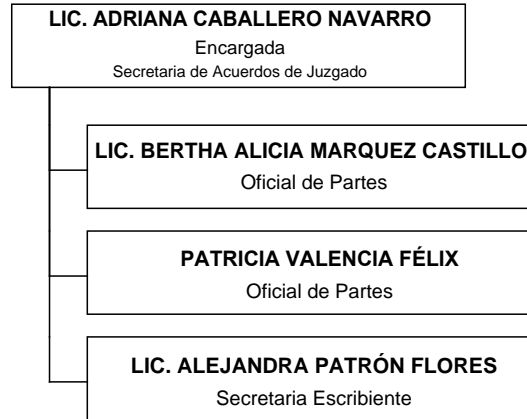 LIC. ADRIANA CABALLERO NAVARRO
Encargada
Secretaria de Acuerdos de Juzgado
LIC. BERTHA ALICIA MARQUEZ CASTILLO
Oficial de Partes
PATRICIA VALENCIA FÉLIX
Oficial de Partes
LIC. ALEJANDRA PATRÓN FLORES
Secretaria Escribiente